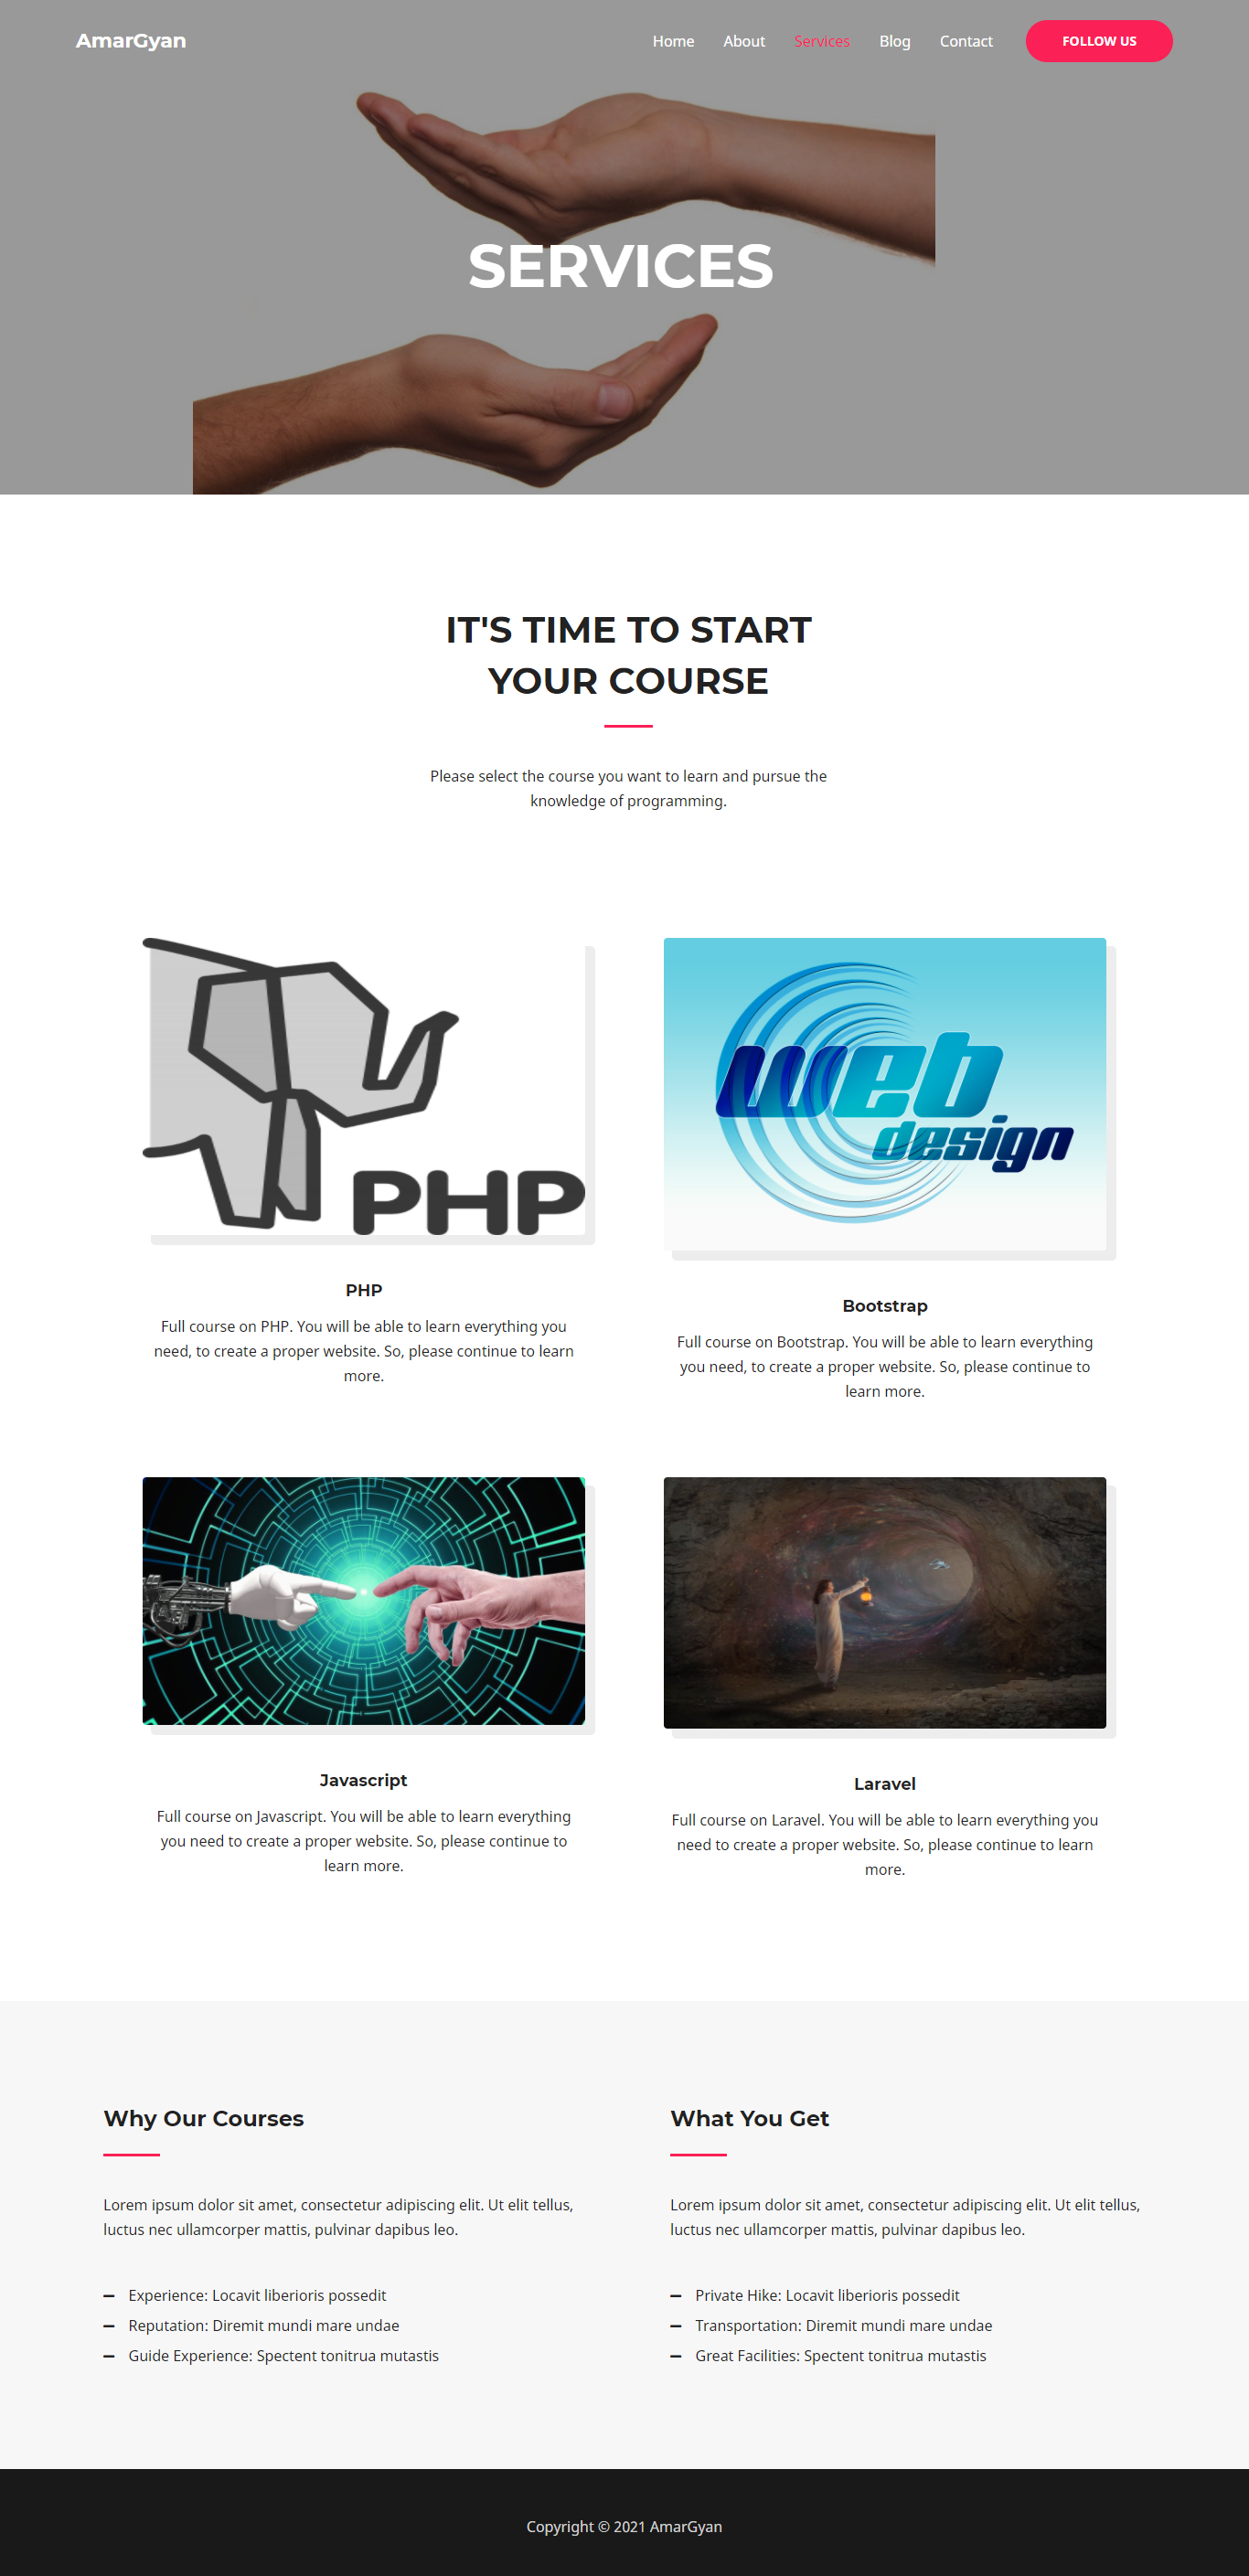 AmarGyan
Home About Services Blog Contact FOLLOW US
SERVICES
IT'S TIME TO START
YOUR COURSE
Please select the course you want to learn and pursue the
knowledge of programming.
PHP
web
design
PHP
Full course on PHP. You will be able to learn everything you
need, to create a proper website. So, please continue to learn
more.
Bootstrap
Full course on Bootstrap. You will be able to learn everything
you need, to create a proper website. So, please continue to
learn more.
Javascript
Full course on Javascript. You will be able to learn everything
you need to create a proper website. So, please continue to
learn more.
Laravel
Full course on Laravel. You will be able to learn everything you
need to create a proper website. So, please continue to learn
more.
Why Our Courses
Lorem ipsum dolor sit amet, consectetur adipiscing elit. Ut elit tellus,
luctus nec ullamcorper mattis, pulvinar dapibus leo.
Experience: Locavit liberioris possedit
Reputation: Diremit mundi mare undae
Guide Experience: Spectent tonitrua mutastis
What You Get
Lorem ipsum dolor sit amet, consectetur adipiscing elit. Ut elit tellus,
luctus nec ullamcorper mattis, pulvinar dapibus leo.
Private Hike: Locavit liberioris possedit
Transportation: Diremit mundi mare undae
Great Facilities: Spectent tonitrua mutastis
Copyright © 2021 AmarGyan